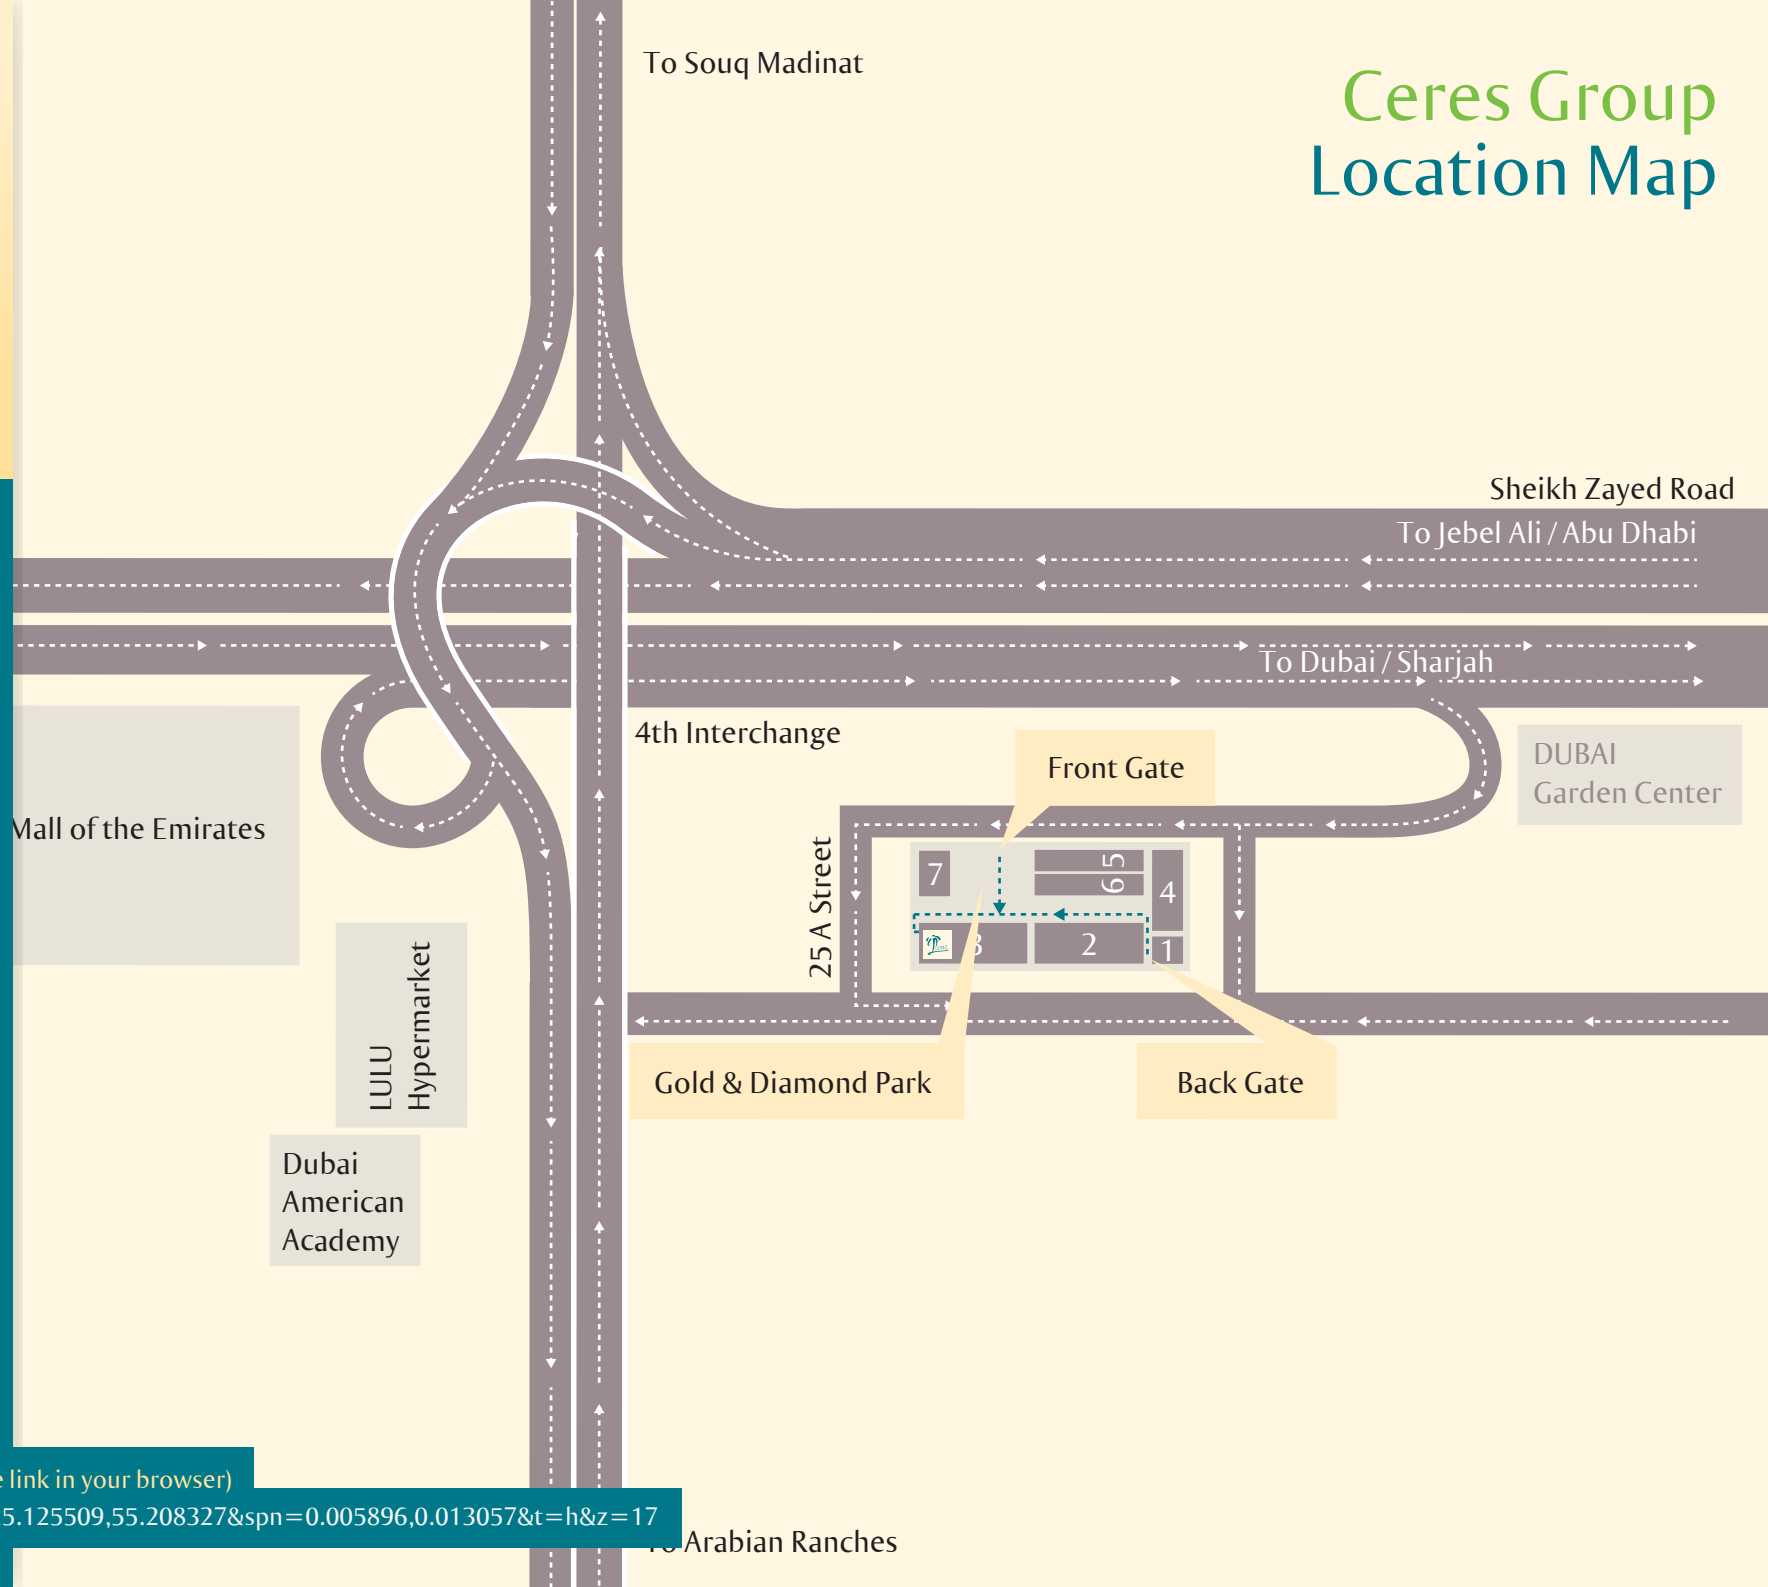 To Souq Madinat
Ceres Group
Location Map
Sheikh Zayed Road
To Jebel Ali / Abu Dhabi
To Dubai / Sharjah
4th Interchange
Front Gate
DUBAI
Garden Center
Mall of the Emirates
25 A Street
7
5
6
4
3
2
1
LULU
Hypermarket
Gold & Diamond Park
Back Gate
Dubai
American
Academy
link in your browser)
5.125509,55.208327&spn=0.005896,0.013057&t=h&z=17
To Arabian Ranches